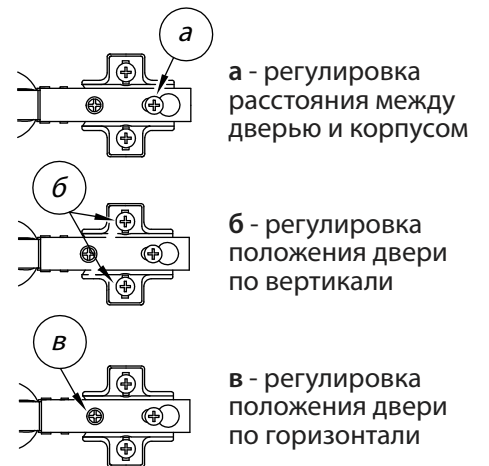 а
а - регулировка
расстояния между
дверью и корпусом
б
б - регулировка
положения двери
по вертикали
в
в - регулировка
положения двери
по горизонтали